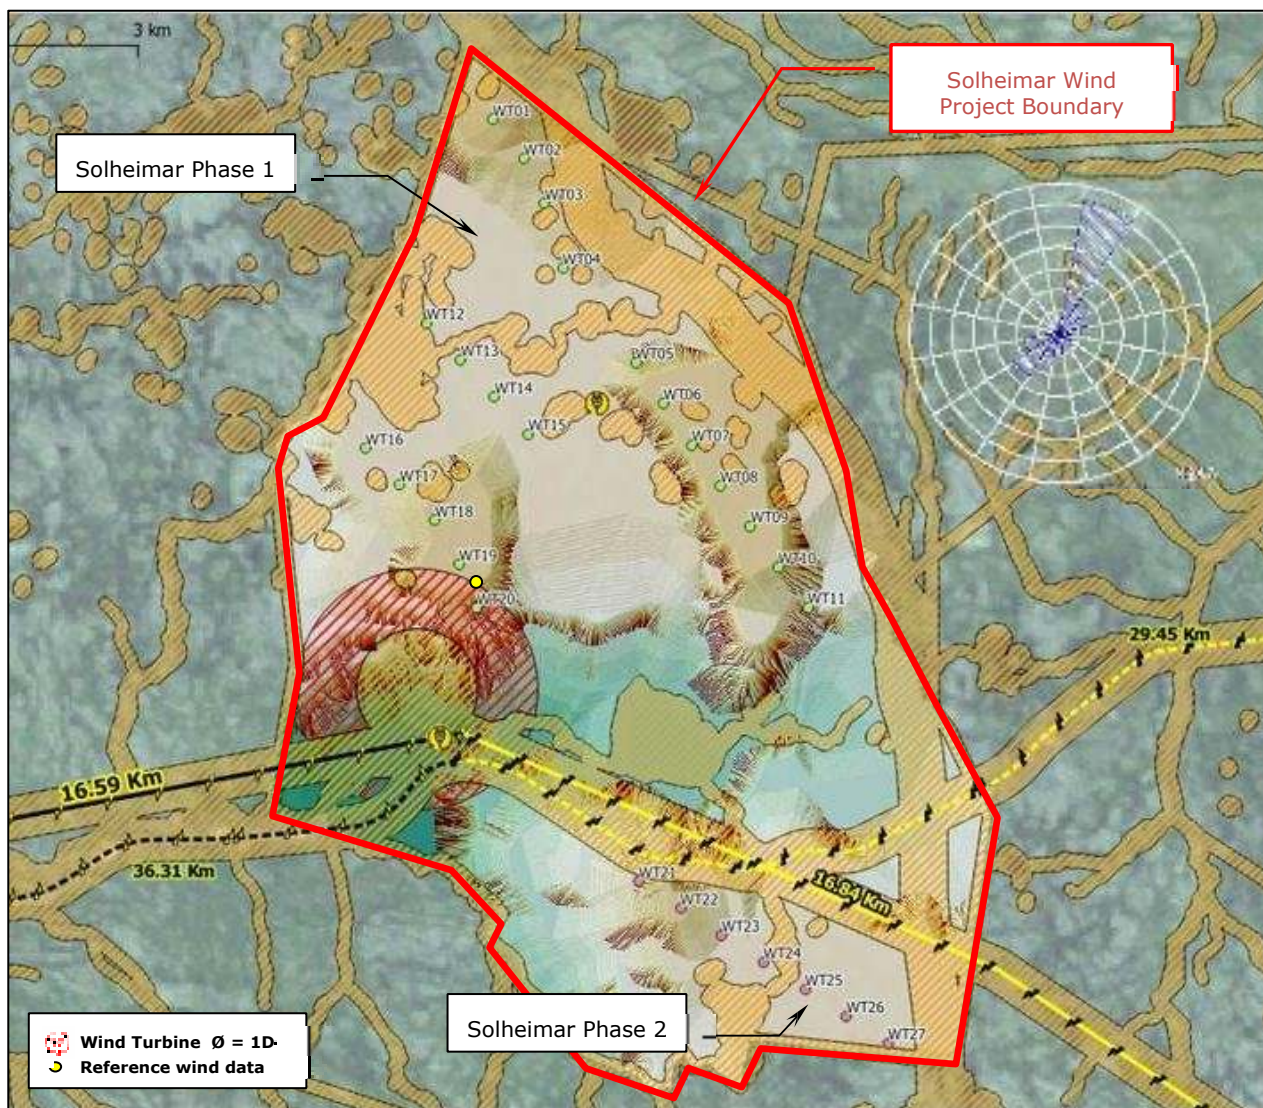 3 km
Solheimar Wind
Project Boundary
WT01
Solheimar Phase 1
WT02
WT03
WT04
WT12
WT13
WT05
WT14
WT06
WT15
WT16
WT07
WT17
WT08
WT18
WT09
WT19
WT10
WT20
WT11
29.45 Km
16.59 Km
36.31 Km
WT21
16.84 Km
WT22
WT23
WT24
WT25
WT26
Solheimar Phase 2
WT27
Wind Turbine Ø = 1D
Reference wind data